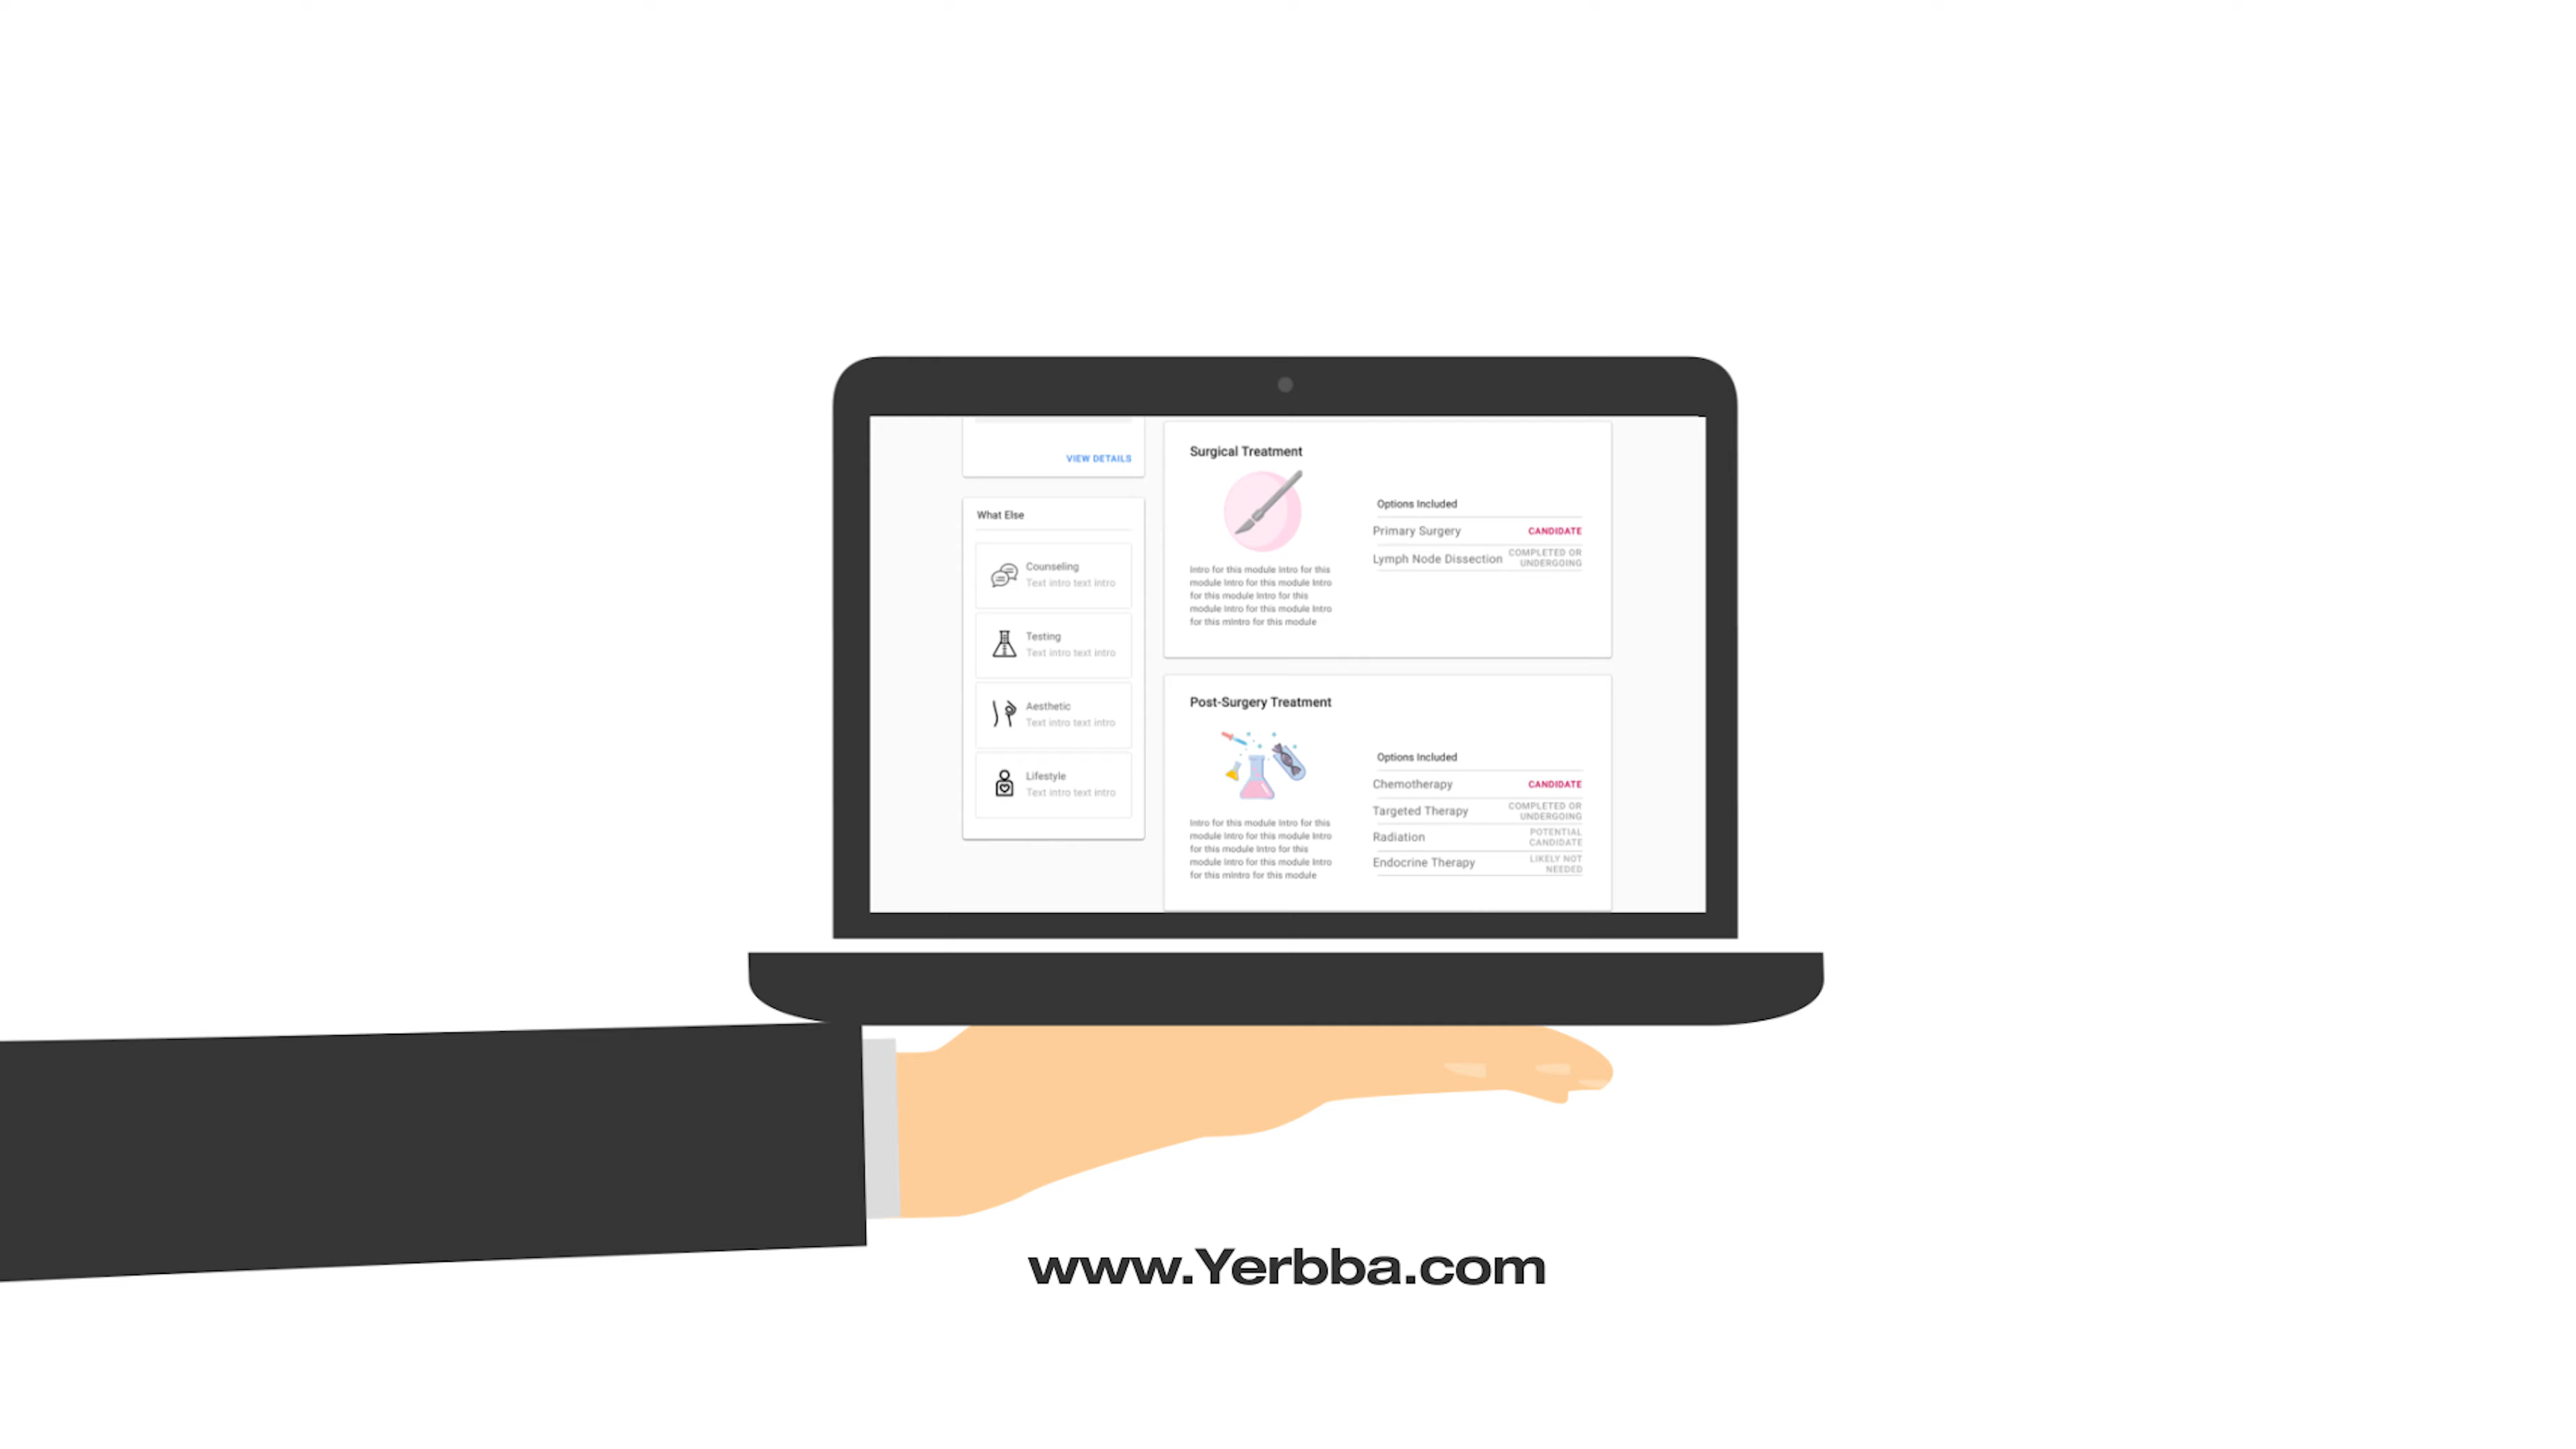 VIEW DETAILS
What Else
Counseling
Text intro text intro
Testing
Text intro text intro
Aesthetic
Text intro text intro
Lifestyle
Text intro text intro
Surgical Treatment
Intro for this module Intro for this
module Intro for this module Intro
for this module Intro for this
module Intro for this module Intro
for this mIntro for this module
Options Included
Primary Surgery CANDIDATE
Lymph Node Dissection COMPLETED OR
UNDERGOING
Post-Surgery Treatment
Intro for this module Intro for this
module Intro for this module Intro
for this module Intro for this
module Intro for this module Intro
for this mIntro for this module
Options Included
Chemotherapy CANDIDATE
Targeted Therapy COMPLETED OR
UNDERGOING
Radiation POTENTIAL
CANDIDATE
Endocrine Therapy LIKELY NOT
NEEDED
www.Yerbba.com